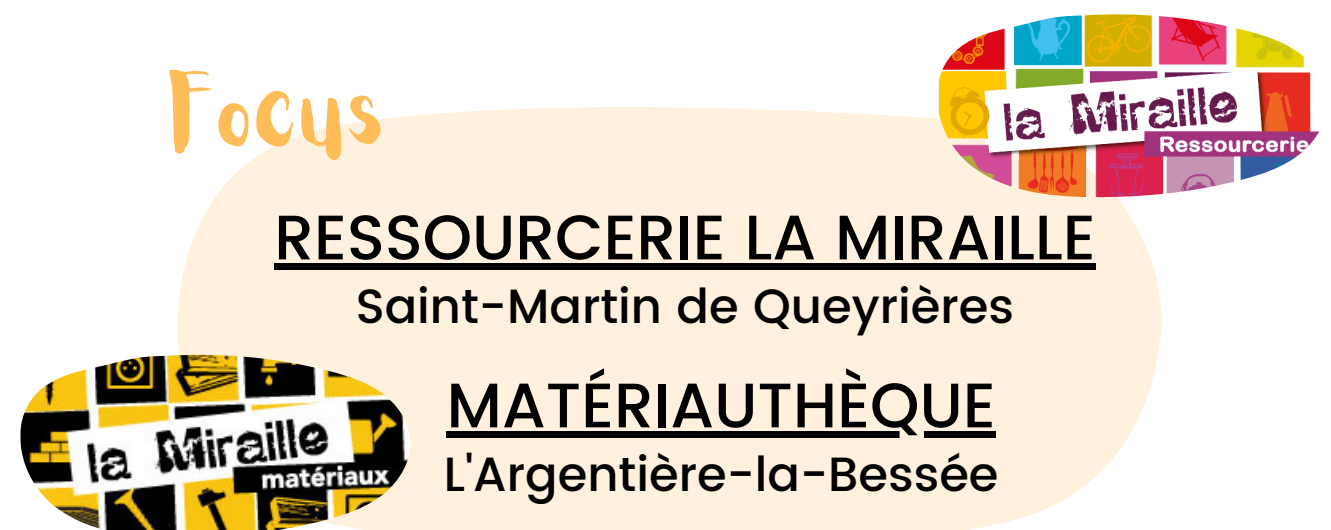 Focus
la Miraille
Ressourcerie
RESSOURCERIE LA MIRAILLE
Saint-Martin de Queyrières
MATÉRIAUTHÈQUE
L'Argentière-la-Bessée
la Miraille
matériaux